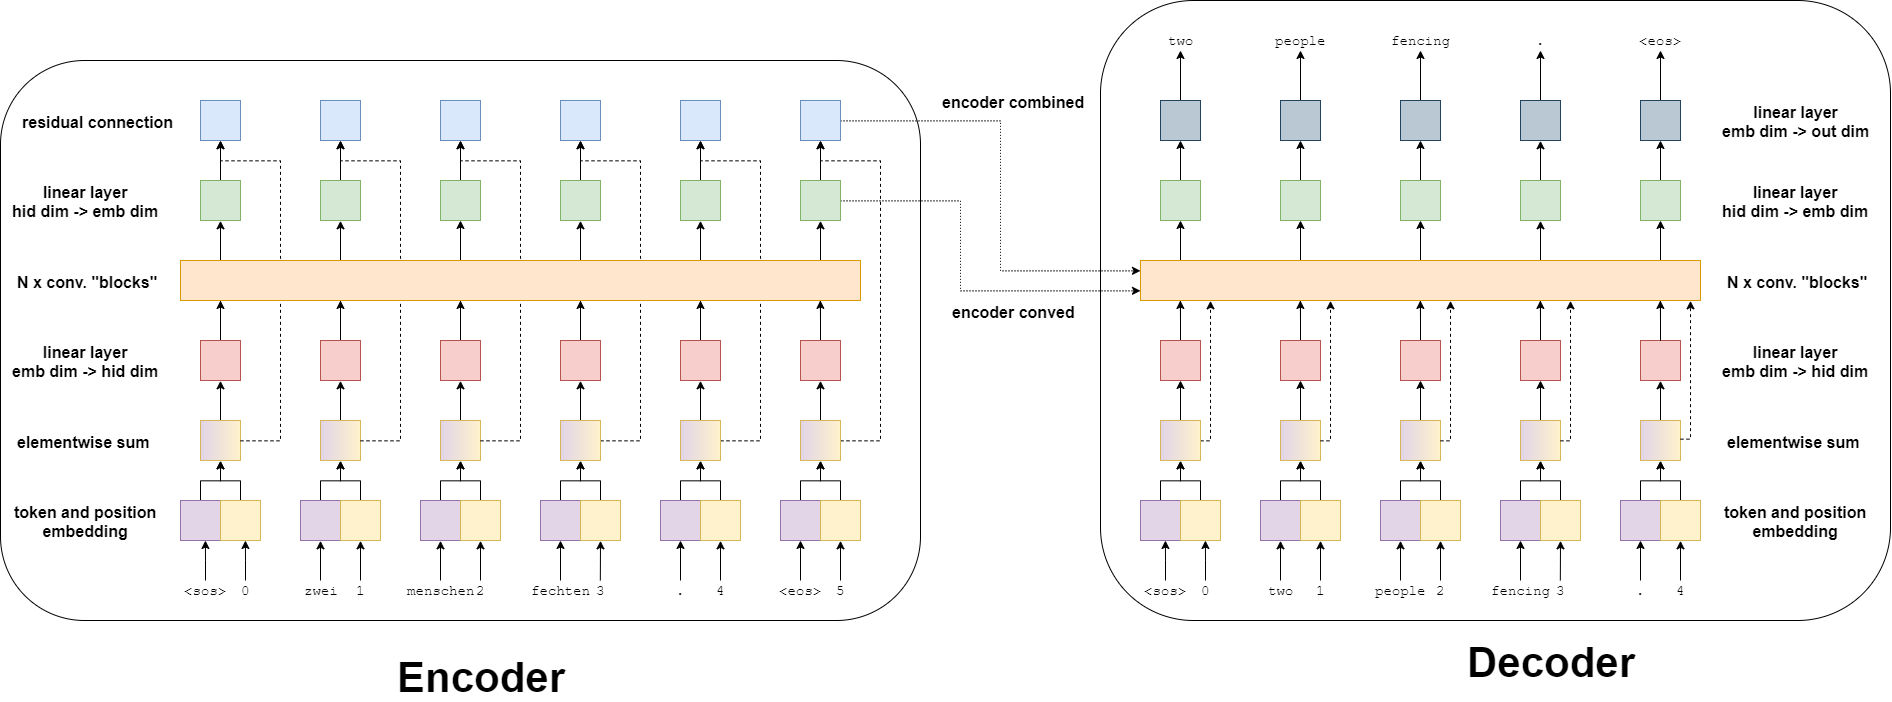 residual connection
linear layer
hid dim -> emb dim
N x conv. "blocks"
linear layer
emb dim -> hid dim
elementwise sum
token and position
embedding
<sos> 0 zwei 1 menschen 2 fechten 3 . 4 <eos> 5
Encoder
encoder combined
encoder conved
two people fencing . <eos>
linear layer
emb dim -> out dim
linear layer
hid dim -> emb dim
N x conv. "blocks"
linear layer
emb dim -> hid dim
elementwise sum
token and position
embedding
<sos> 0 two 1 people 2 fencing 3 . 4
Decoder